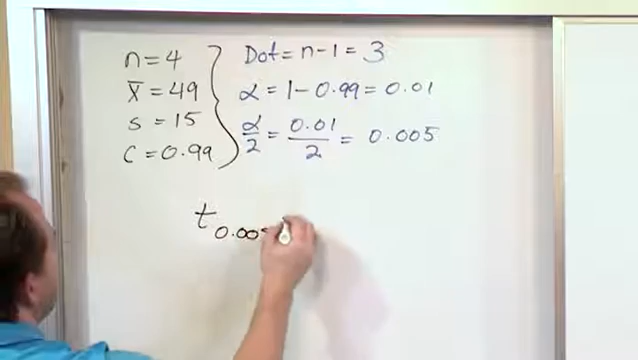 n = 4
x̄ = 49
s = 15
c = 0.99
Dof = n - 1 = 3
α = 1 - 0.99 = 0.01
α/2 = 0.01/2 = 0.005
t 0.00